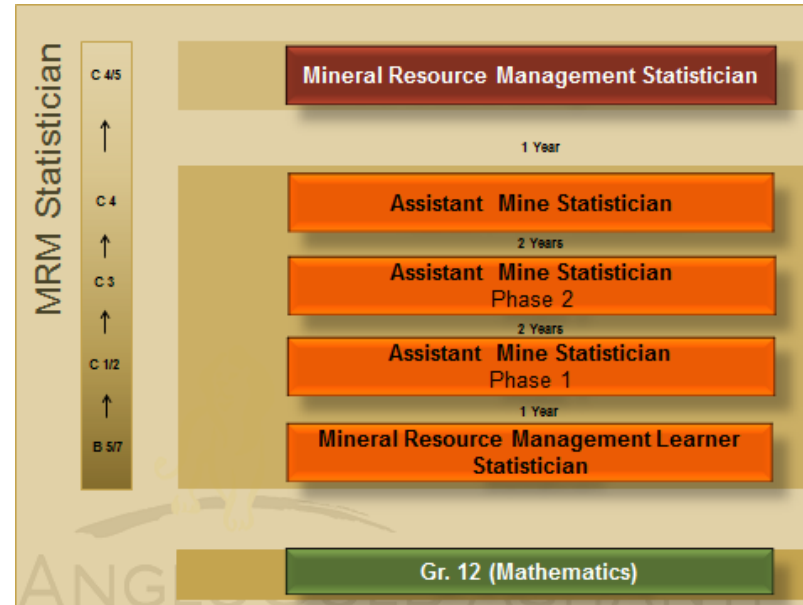 MRM Statistician
C 4/5
C 4
C 3
C 1/2
B 5/7
Mineral Resource Management Statistician
1 Year
Assistant Mine Statistician
2 Years
Assistant Mine Statistician
Phase 2
2 Years
Assistant Mine Statistician
Phase 1
1 Year
Mineral Resource Management Learner
Statistician
Gr. 12 (Mathematics)